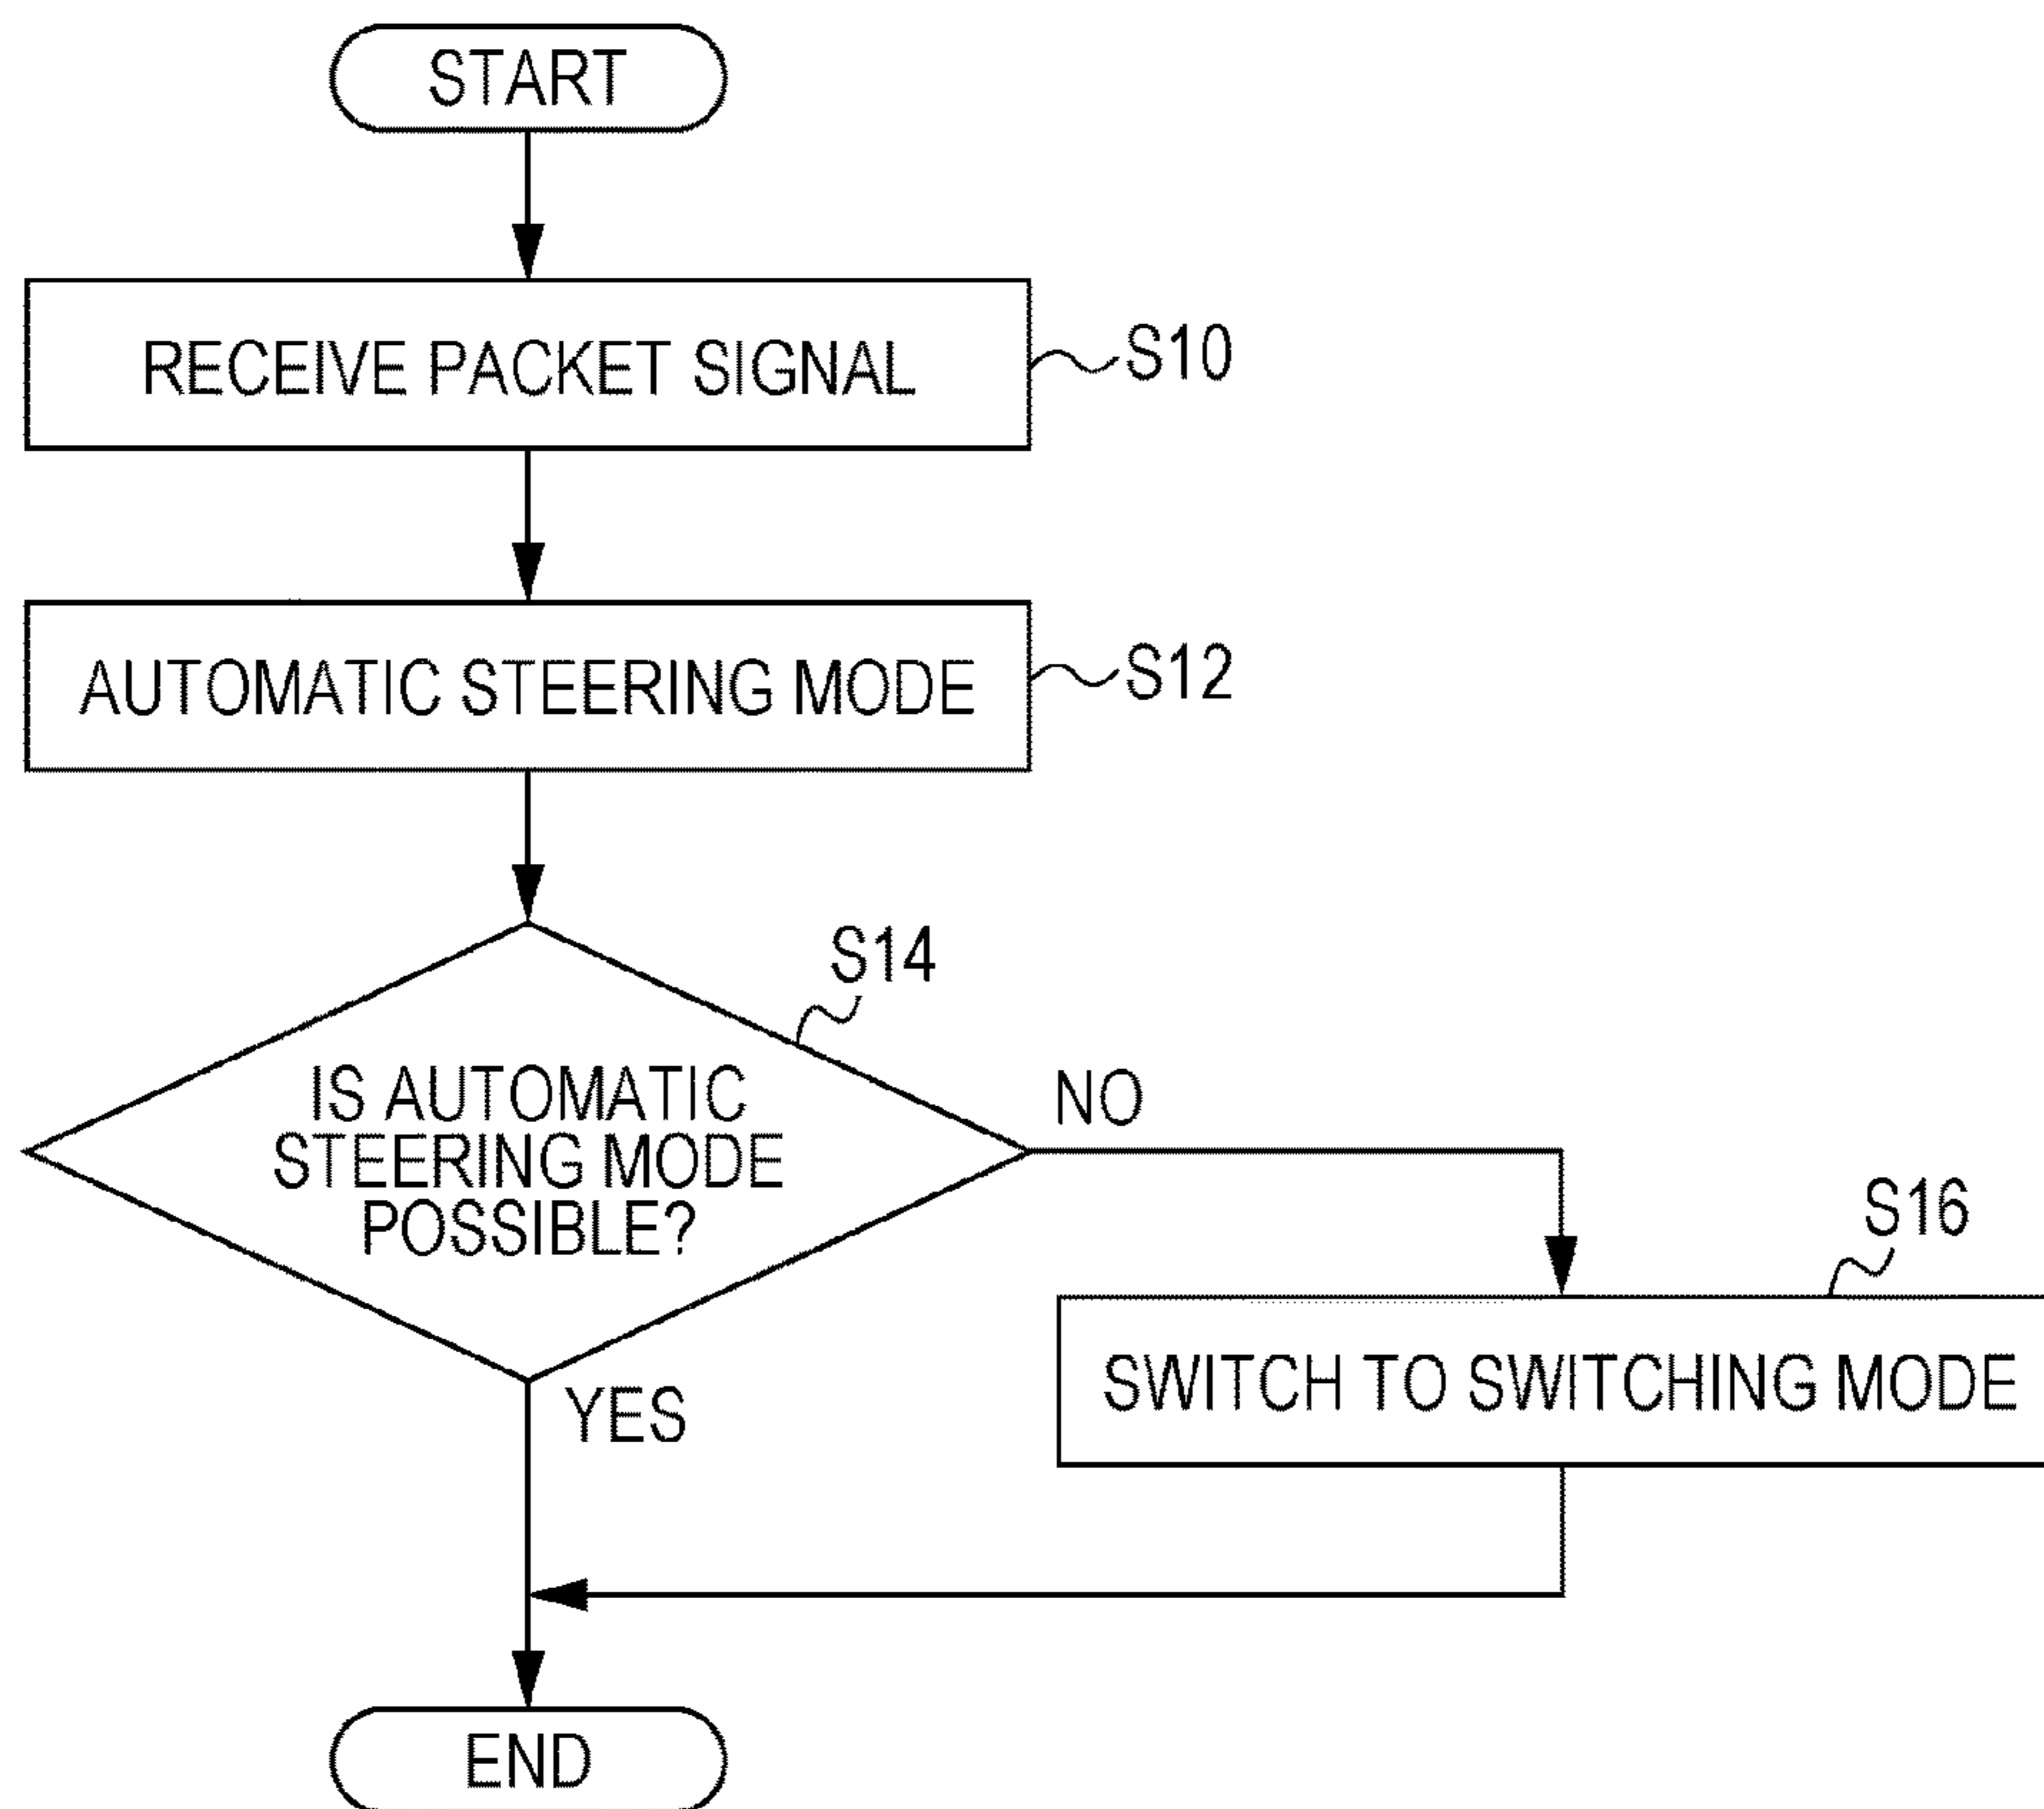 START
RECEIVE PACKET SIGNAL
S10
AUTOMATIC STEERING MODE
S12
S14
IS AUTOMATIC
STEERING MODE
POSSIBLE?
NO
YES
S16
SWITCH TO SWITCHING MODE
END